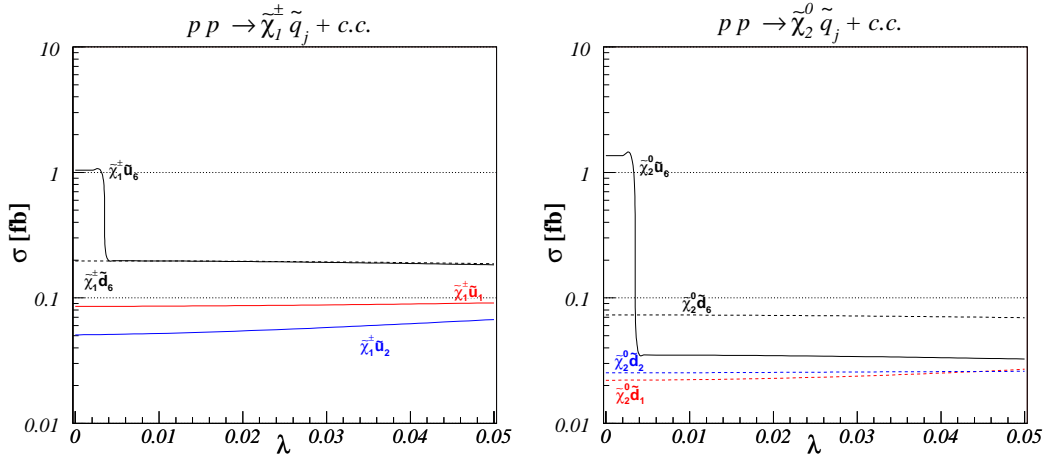 p p → χ̃₁± q̃ⱼ + c.c.
σ [fb]
10
1
0.1
0.01
χ̃₁±ũ₆
χ̃₁±d̃₆
χ̃₁±ũ₁
χ̃₁±ũ₂
0 0.01 0.02 0.03 0.04 0.05
λ
p p → χ̃₂⁰ q̃ⱼ + c.c.
σ [fb]
10
1
0.1
0.01
χ̃₂⁰ũ₆
χ̃₂⁰d̃₆
χ̃₂⁰d̃₂
χ̃₂⁰d̃₁
0 0.01 0.02 0.03 0.04 0.05
λ